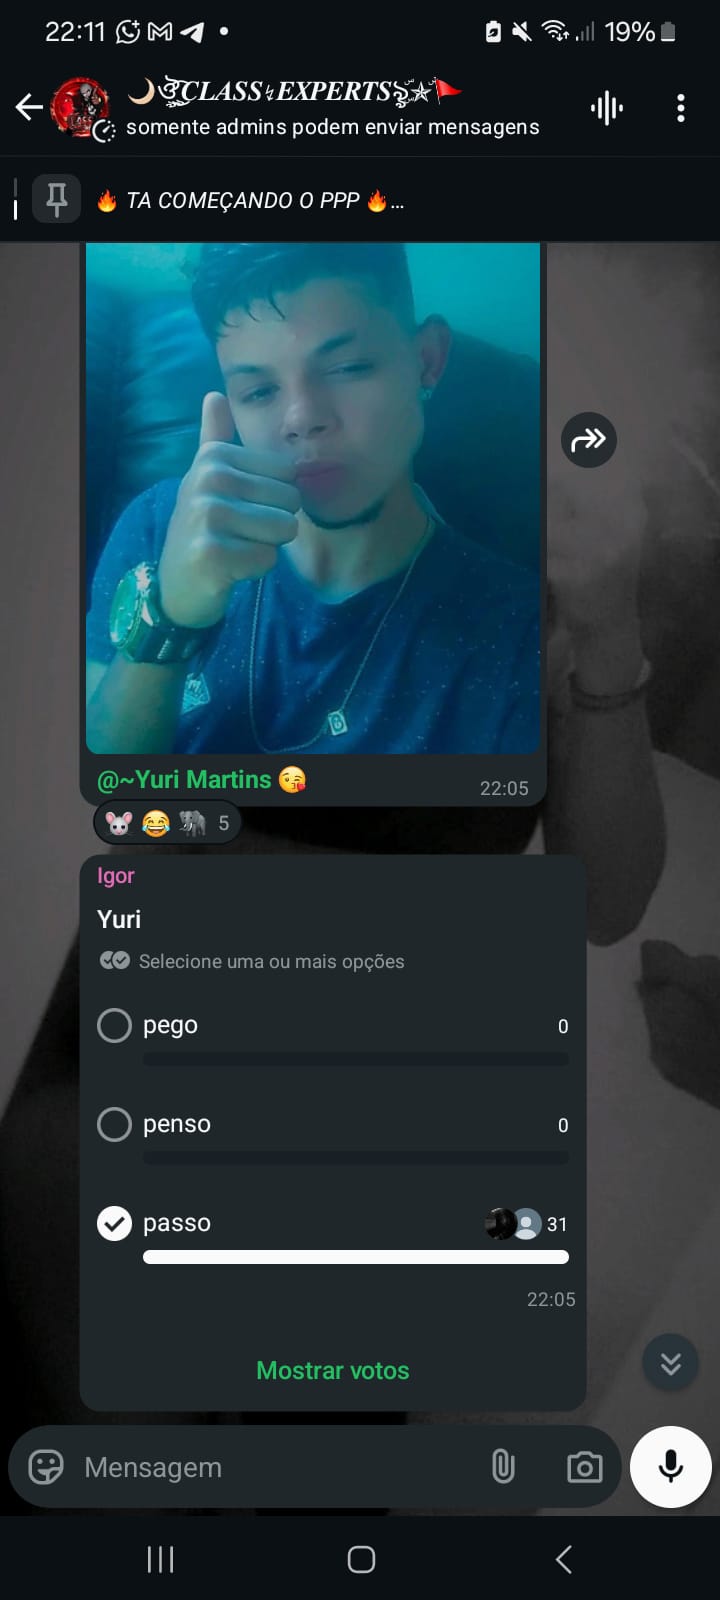 22:11
19%
CLASS EXPERTS
somente admins podem enviar mensagens
🔥 TA COMEÇANDO O PPP 🔥...
@~Yuri Martins 😘
22:05
🐭 😂 🐘 5
Igor
Yuri
Selecione uma ou mais opções
pego 0
penso 0
passo 31
22:05
Mostrar votos
Mensagem